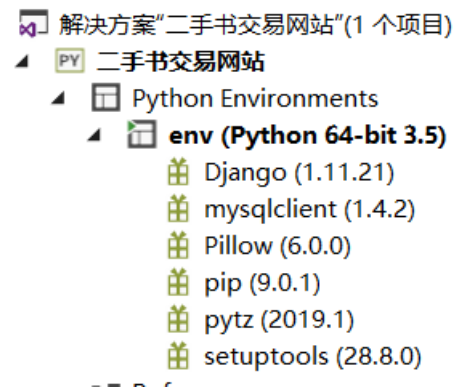 解决方案“二手书交易网站”(1 个项目)
PY 二手书交易网站
Python Environments
env (Python 64-bit 3.5)
Django (1.11.21)
mysqlclient (1.4.2)
Pillow (6.0.0)
pip (9.0.1)
pytz (2019.1)
setuptools (28.8.0)